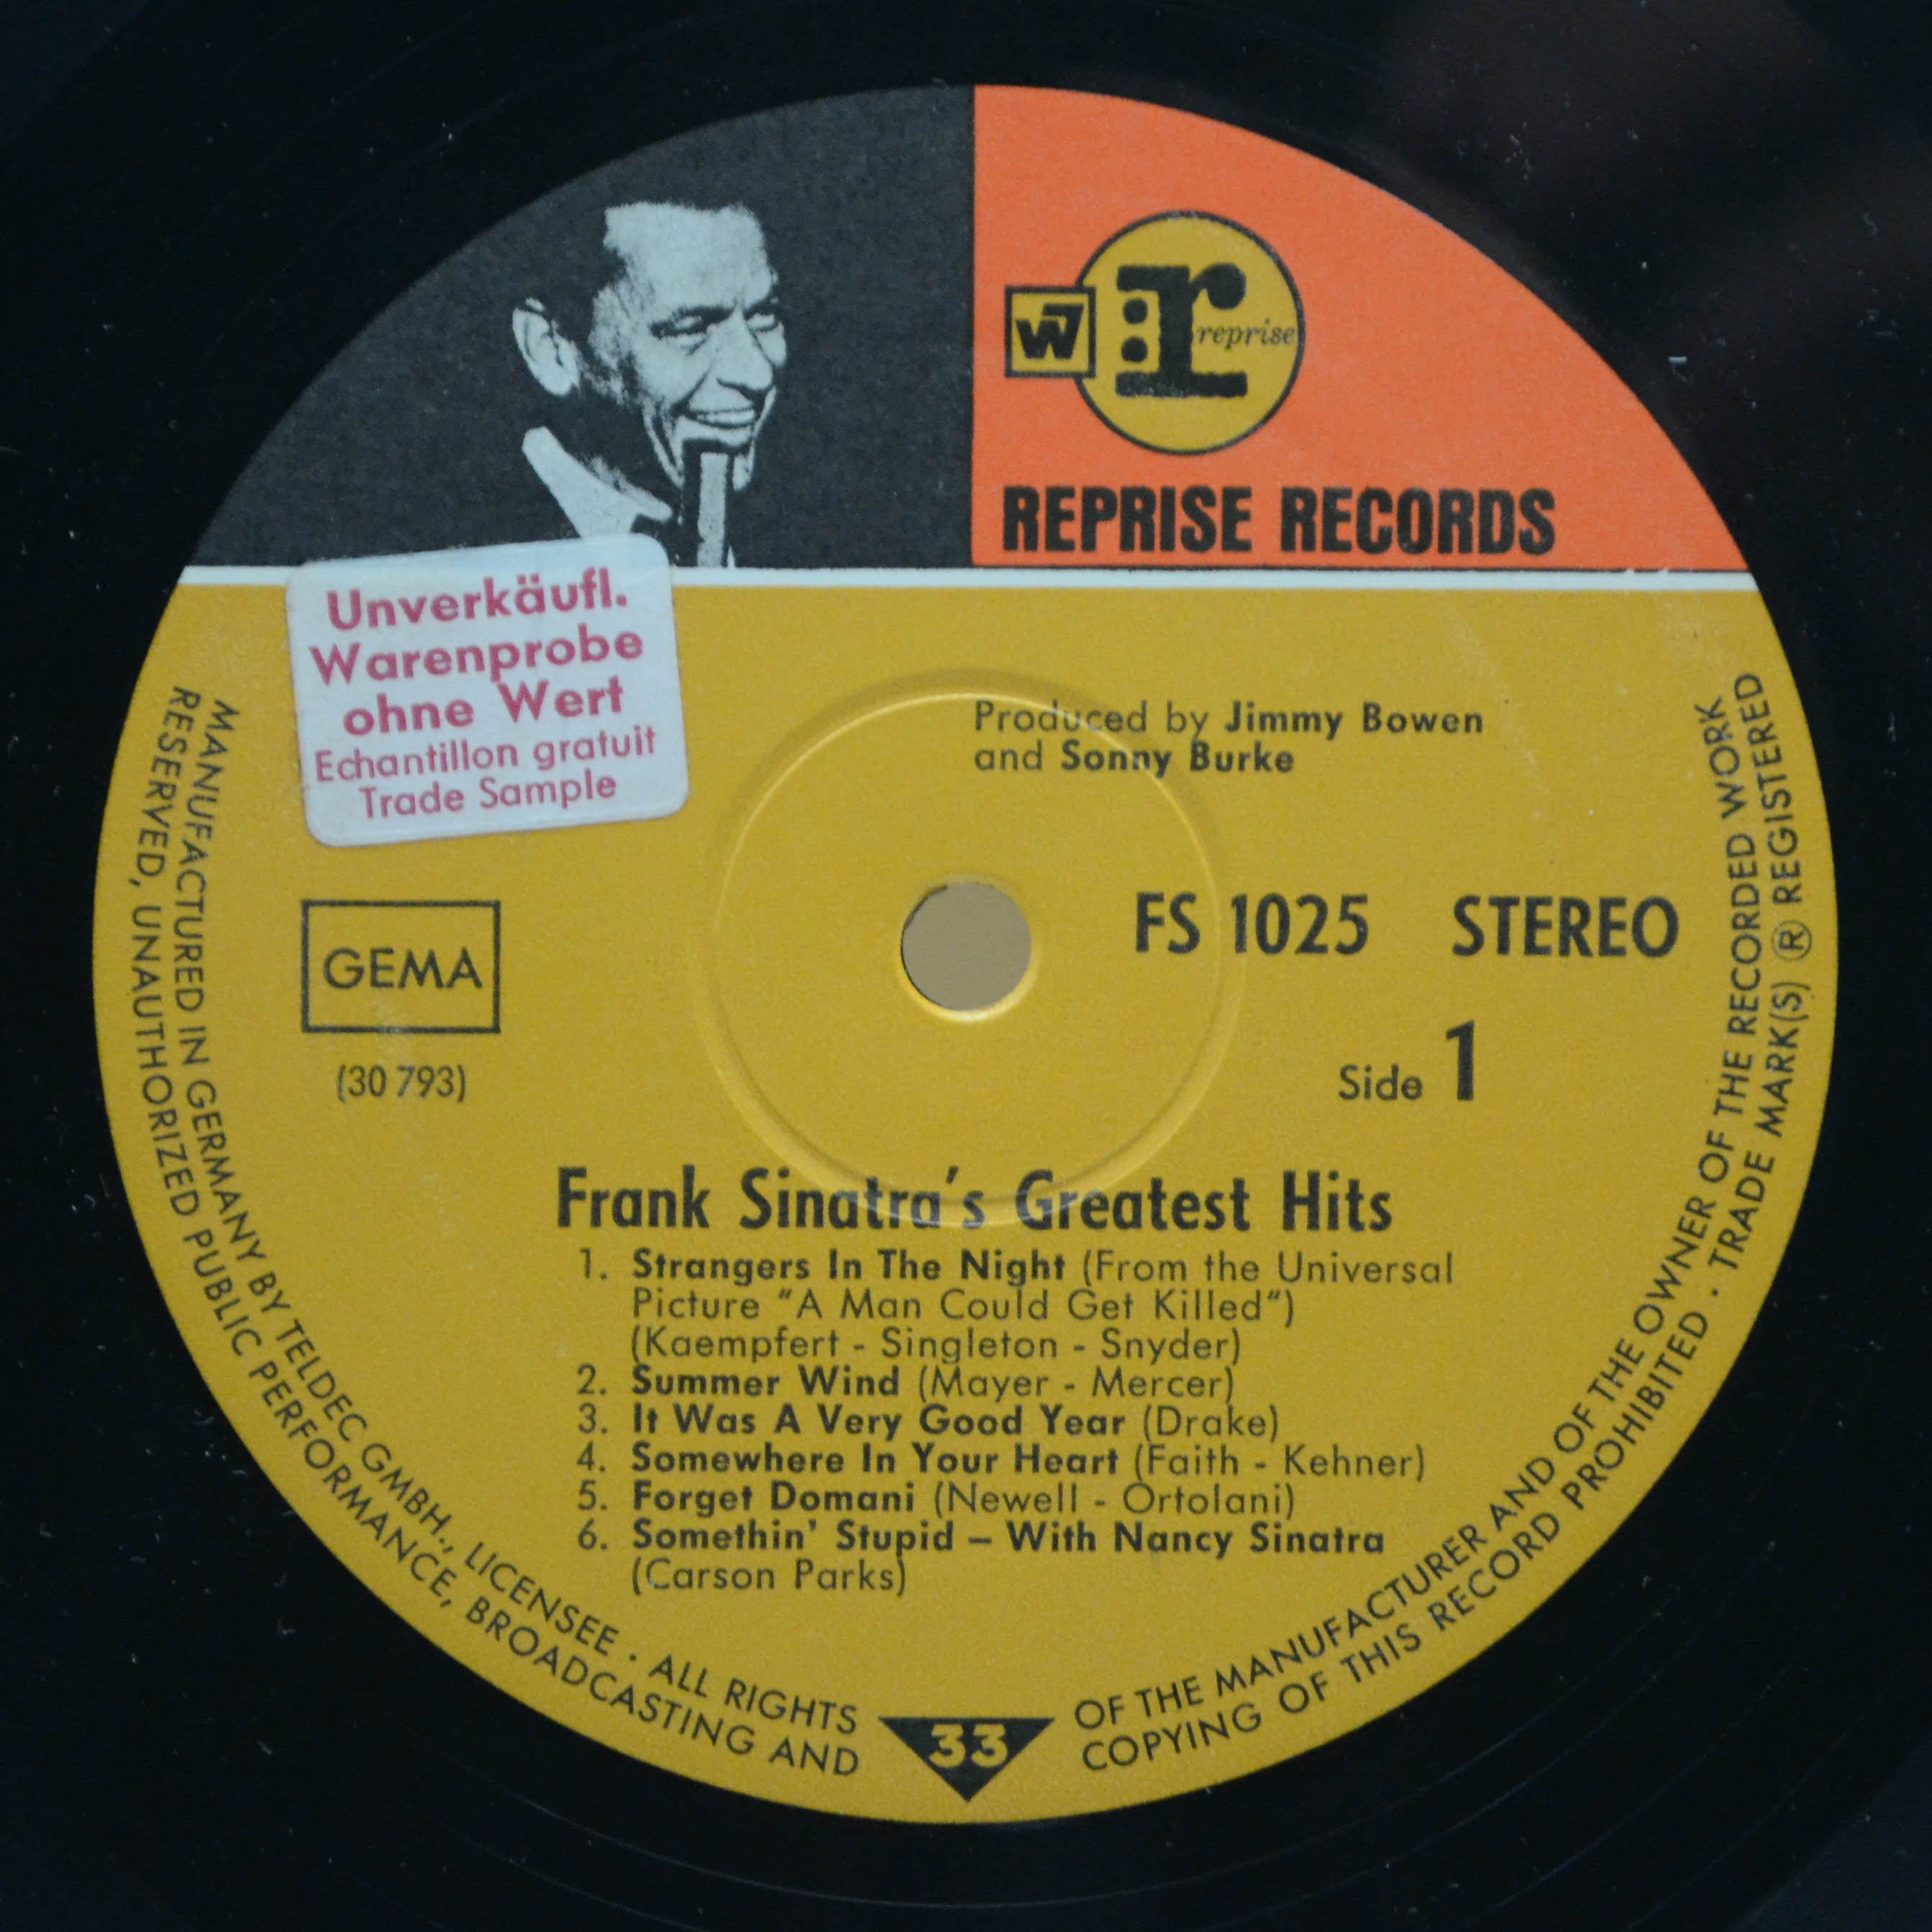 W7
:r
reprise
REPRISE RECORDS
Unverkäufl.
Warenprobe
ohne Wert
Echantillon gratuit
Trade Sample
Produced by Jimmy Bowen
and Sonny Burke
GEMA
(30 793)
FS 1025 STEREO
Side 1
Frank Sinatra's Greatest Hits
1. Strangers In The Night (From the Universal
Picture "A Man Could Get Killed")
(Kaempfert - Singleton - Snyder)
2. Summer Wind (Mayer - Mercer)
3. It Was A Very Good Year (Drake)
4. Somewhere In Your Heart (Faith - Kehner)
5. Forget Domani (Newell - Ortolani)
6. Somethin' Stupid – With Nancy Sinatra
(Carson Parks)
MANUFACTURED IN GERMANY BY TELDEC GMBH., LICENSEE . ALL RIGHTS
RESERVED, UNAUTHORIZED PUBLIC PERFORMANCE, BROADCASTING AND
33
OF THE MANUFACTURER AND OF THE OWNER OF THE RECORDED WORK
COPYING OF THIS RECORD PROHIBITED . TRADE MARK(S) ® REGISTERED